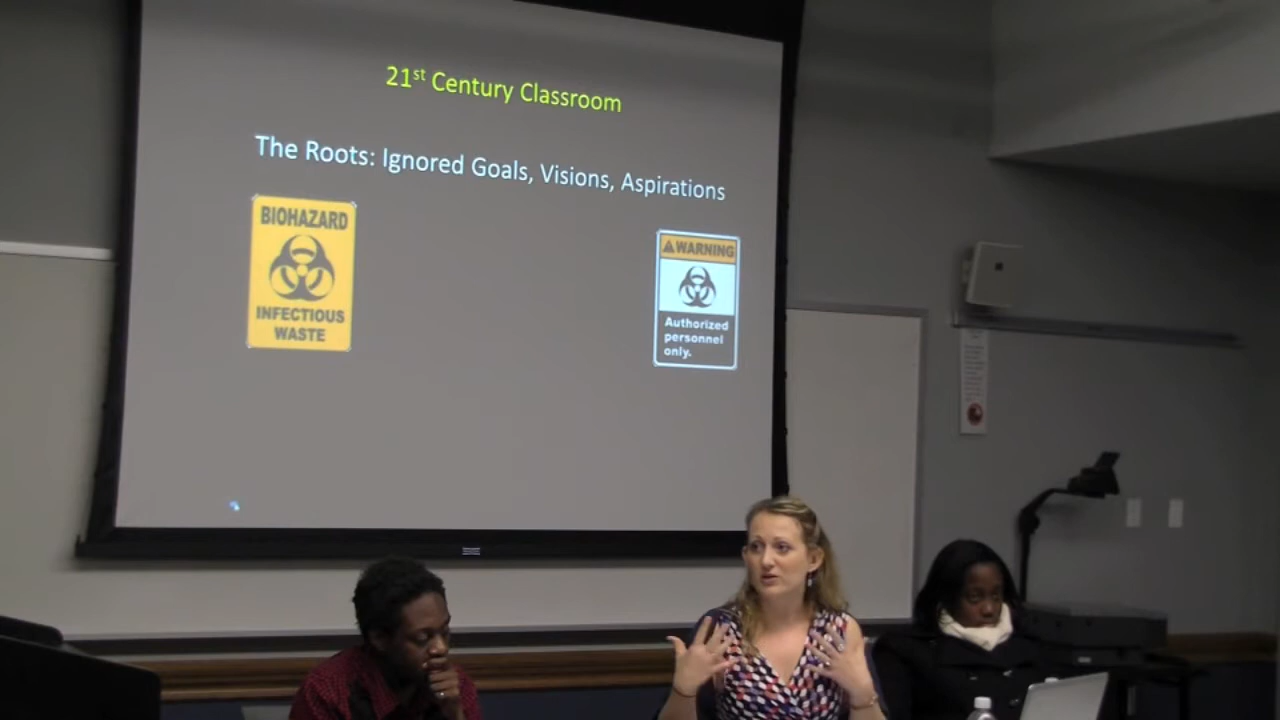 21st Century Classroom
The Roots: Ignored Goals, Visions, Aspirations
BIOHAZARD
INFECTIOUS
WASTE
WARNING
Authorized
personnel
only.